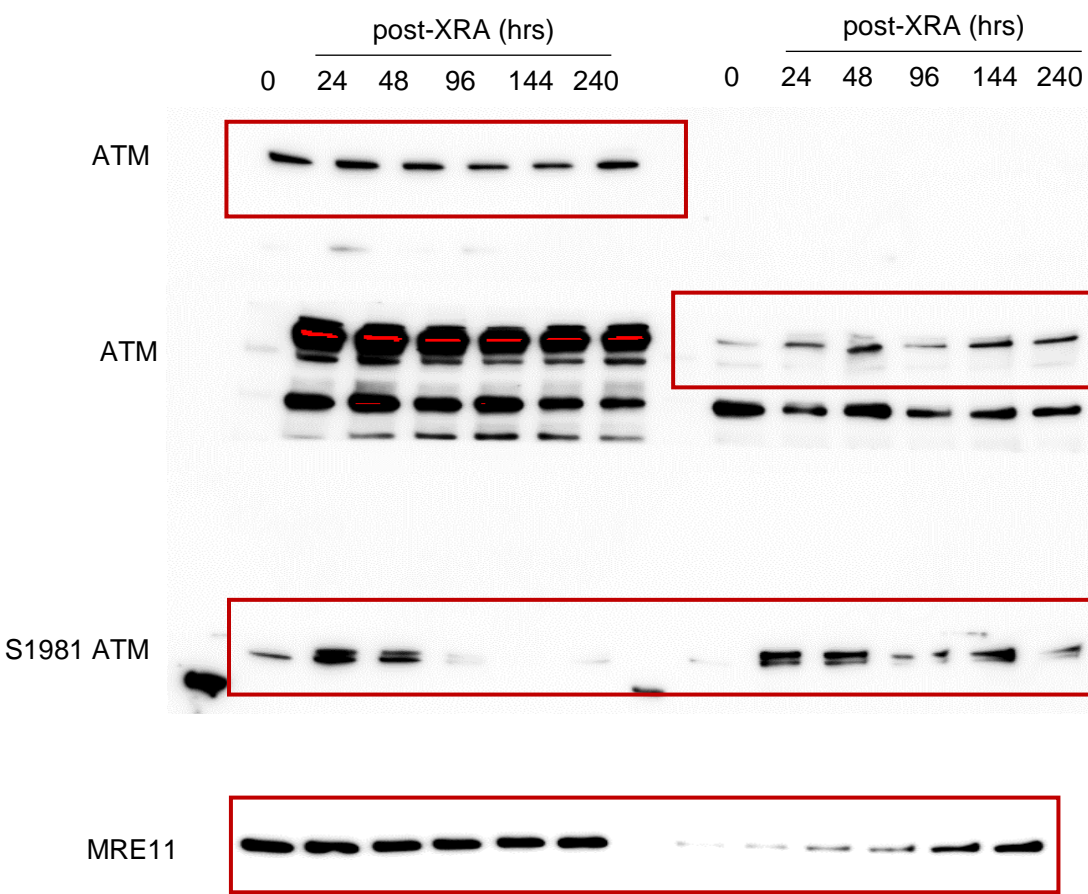 post-XRA (hrs) post-XRA (hrs)
0 24 48 96 144 240 0 24 48 96 144 240
ATM
ATM
S1981 ATM
MRE11